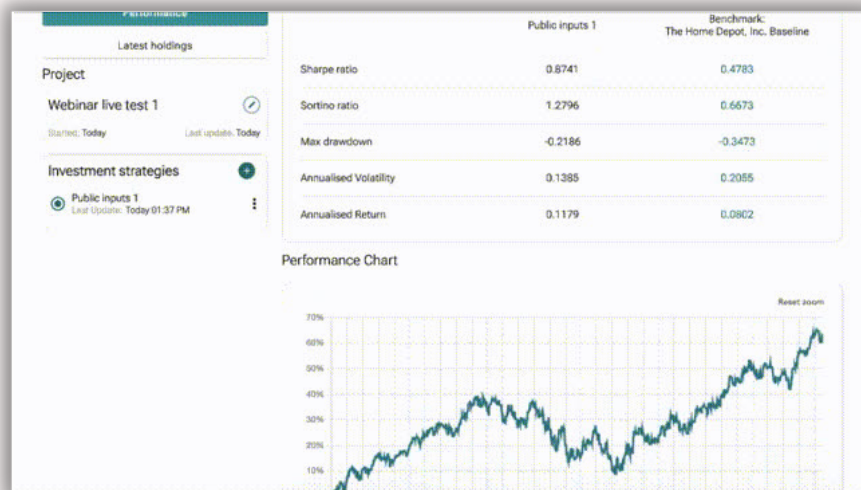 Performance
Latest holdings
Project
Webinar live test 1
Started: Today Last update: Today
Investment strategies
Public inputs 1
Last Update: Today 01:37 PM
Public inputs 1
Benchmark:
The Home Depot, Inc. Baseline
Sharpe ratio 0.8741 0.4783
Sortino ratio 1.2796 0.6673
Max drawdown -0.2186 -0.3473
Annualised Volatility 0.1385 0.2055
Annualised Return 0.1179 0.0802
Performance Chart
Reset zoom
70%
60%
50%
40%
30%
20%
10%